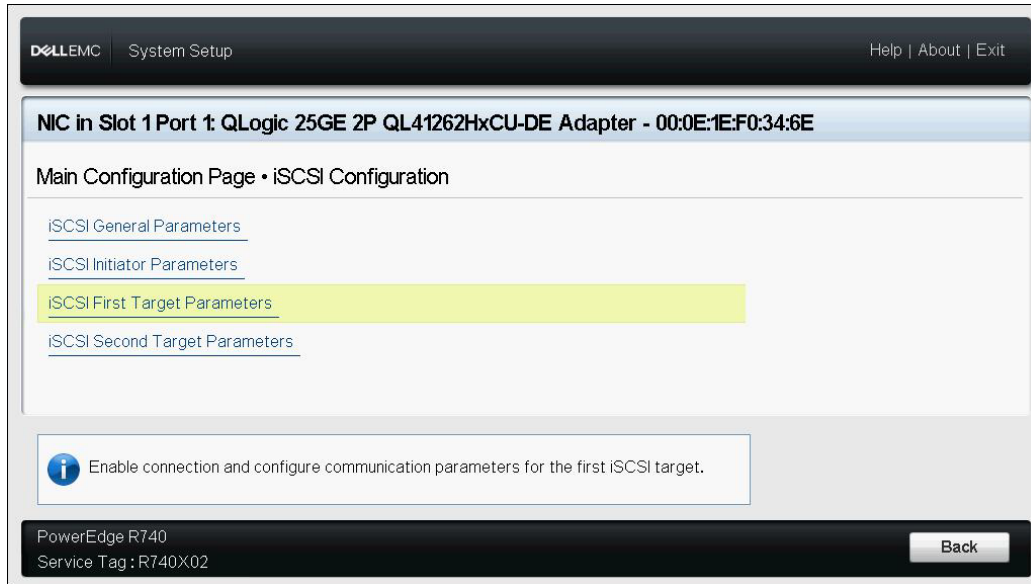 DELLEMC System Setup Help | About | Exit
NIC in Slot 1 Port 1: QLogic 25GE 2P QL41262HxCU-DE Adapter - 00:0E:1E:F0:34:6E
Main Configuration Page • iSCSI Configuration
iSCSI General Parameters
iSCSI Initiator Parameters
iSCSI First Target Parameters
iSCSI Second Target Parameters
Enable connection and configure communication parameters for the first iSCSI target.
PowerEdge R740
Service Tag : R740X02
Back